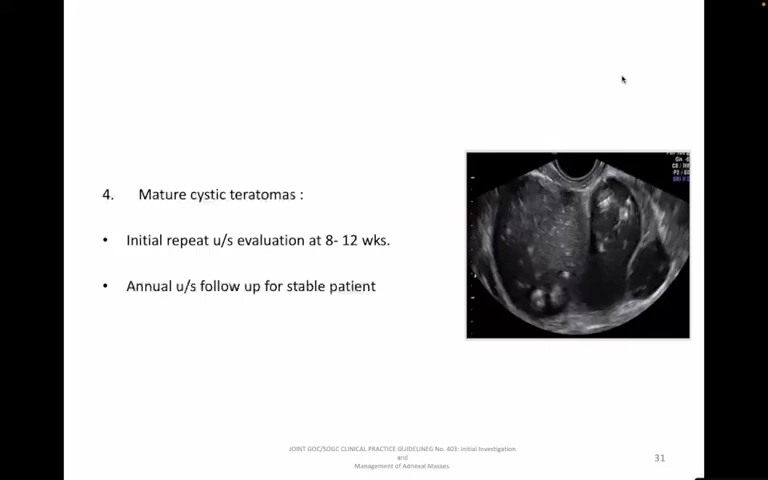 4. Mature cystic teratomas :
• Initial repeat u/s evaluation at 8- 12 wks.
• Annual u/s follow up for stable patient
JOINT GOC/SOGC CLINICAL PRACTICE GUIDELINEG No. 403: Initial Investigation
and
Management of Adnexal Masses.
31